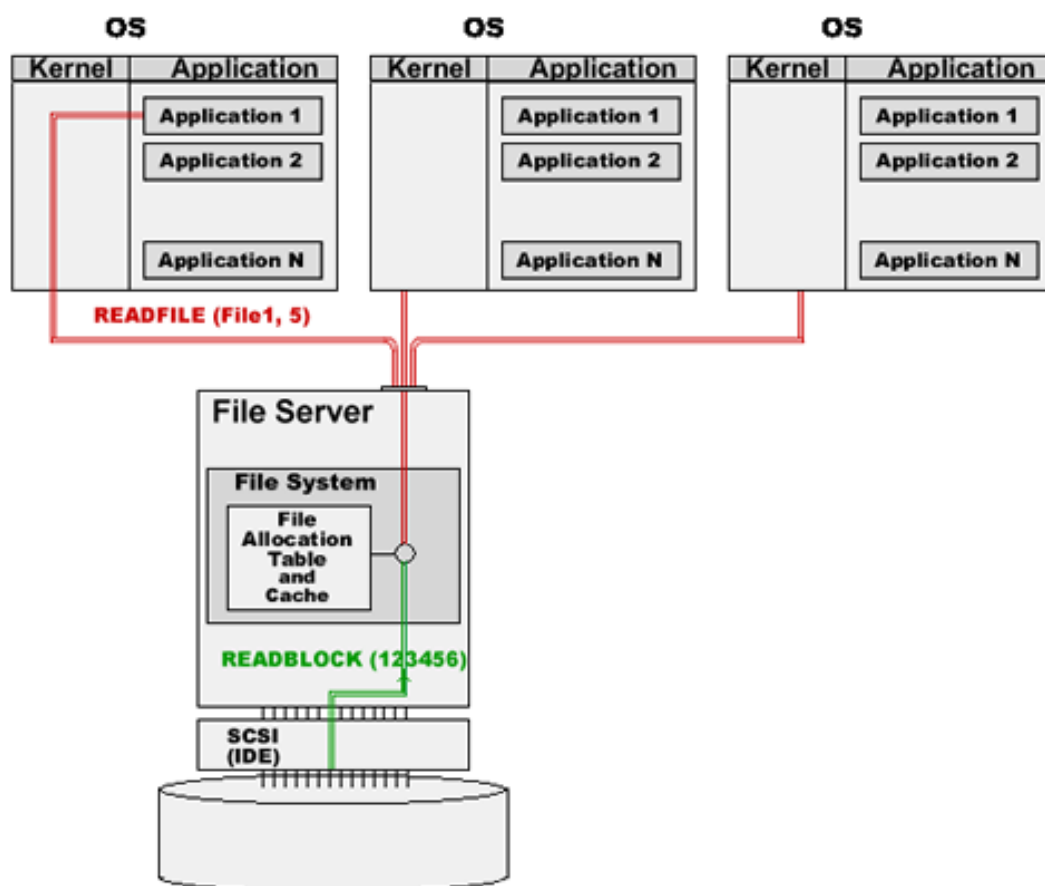 OS OS OS
Kernel Application Kernel Application Kernel Application
Application 1 Application 1 Application 1
Application 2 Application 2 Application 2
Application N Application N Application N
READFILE (File1, 5)
File Server
File System
File
Allocation
Table
and
Cache
READBLOCK (123456)
SCSI
(IDE)